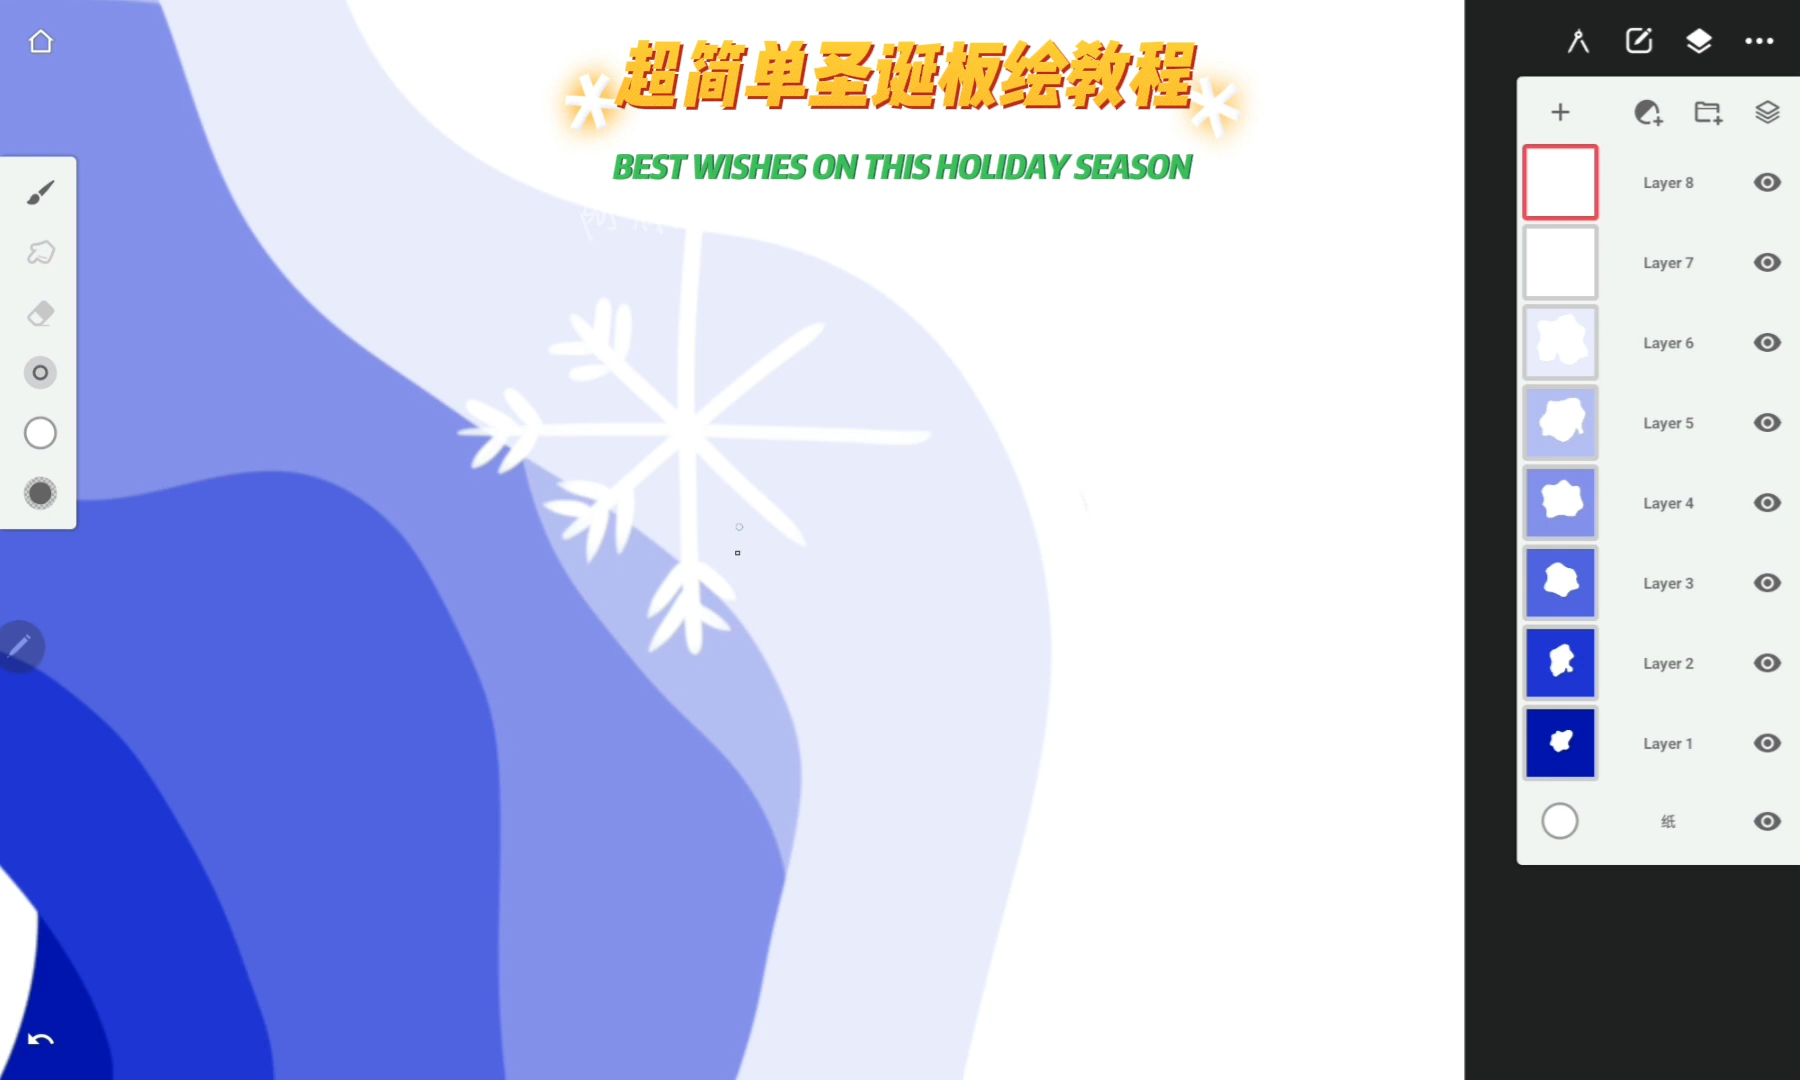 超简单圣诞板绘教程
BEST WISHES ON THIS HOLIDAY SEASON
Layer 8
Layer 7
Layer 6
Layer 5
Layer 4
Layer 3
Layer 2
Layer 1
纸